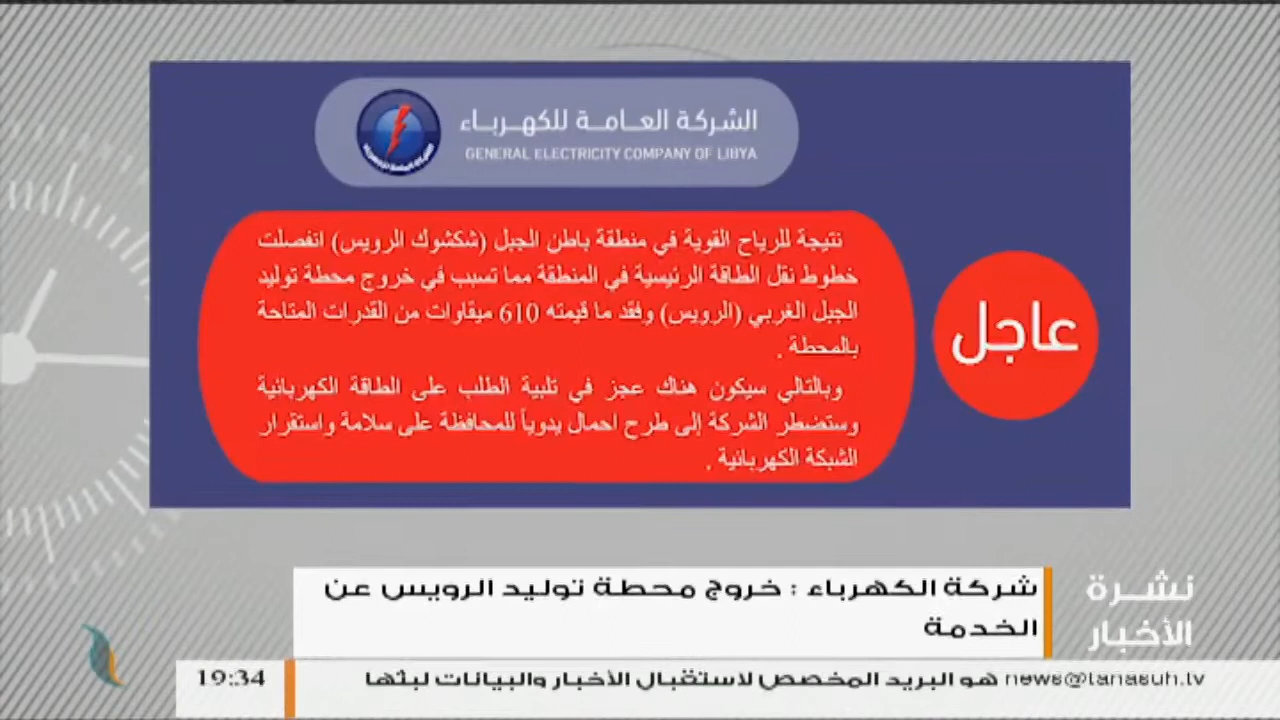 الشركة العـامـة للكهـربـاء
GENERAL ELECTRICITY COMPANY OF LIBYA
عاجل
نتيجة للرياح القوية في منطقة باطن الجبل (شكشوك الرويس) انفصلت
خطوط نقل الطاقة الرئيسية في المنطقة مما تسبب في خروج محطة توليد
الجبل الغربي (الرويس) وفقد ما قيمته 610 ميقاوات من القدرات المتاحة
بالمحطة .
وبالتالي سيكون هناك عجز في تلبية الطلب على الطاقة الكهربائية
وستضطر الشركة إلى طرح احمال يدوياً للمحافظة على سلامة واستقرار
الشبكة الكهربائية .
نشرة
الأخبار
شركة الكهرباء : خروج محطة توليد الرويس عن
الخدمة
news@tanasuh.tv هو البريد المخصص لاستقبال الأخبار والبيانات لبثها
19:34